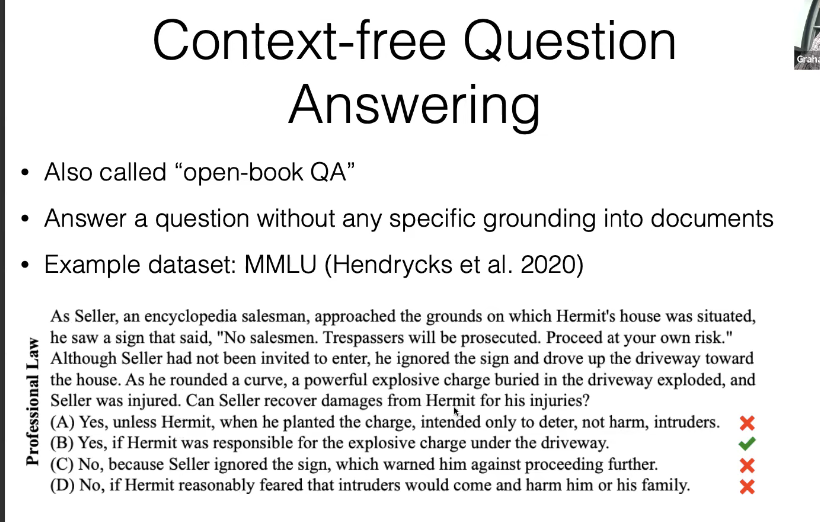 Context-free Question
Answering
Grah
• Also called “open-book QA”
• Answer a question without any specific grounding into documents
• Example dataset: MMLU (Hendrycks et al. 2020)
Professional Law
As Seller, an encyclopedia salesman, approached the grounds on which Hermit's house was situated,
he saw a sign that said, "No salesmen. Trespassers will be prosecuted. Proceed at your own risk."
Although Seller had not been invited to enter, he ignored the sign and drove up the driveway toward
the house. As he rounded a curve, a powerful explosive charge buried in the driveway exploded, and
Seller was injured. Can Seller recover damages from Hermit for his injuries?
(A) Yes, unless Hermit, when he planted the charge, intended only to deter, not harm, intruders.
(B) Yes, if Hermit was responsible for the explosive charge under the driveway.
(C) No, because Seller ignored the sign, which warned him against proceeding further.
(D) No, if Hermit reasonably feared that intruders would come and harm him or his family.